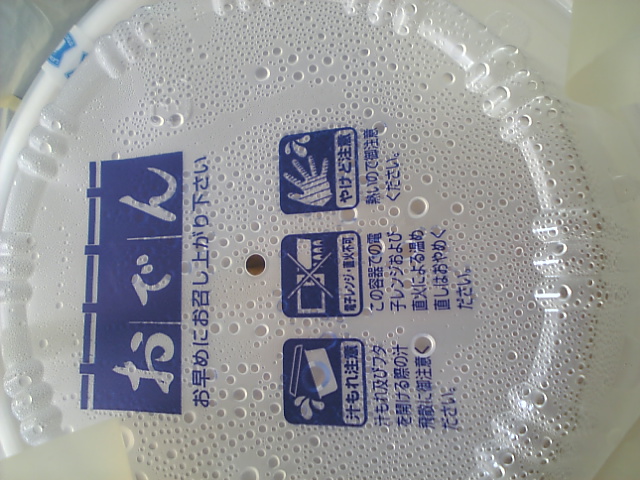 おでん
お早めにお召し上がり下さい
汁もれ注意
汁もれ及びフタ
を開ける際の汁
飛散に御注意く
ださい。
電子レンジ・直火不可
この容器での電
子レンジおよび
直火による温め
直しはおやめく
ださい。
やけど注意
熱いので御注意
ください。